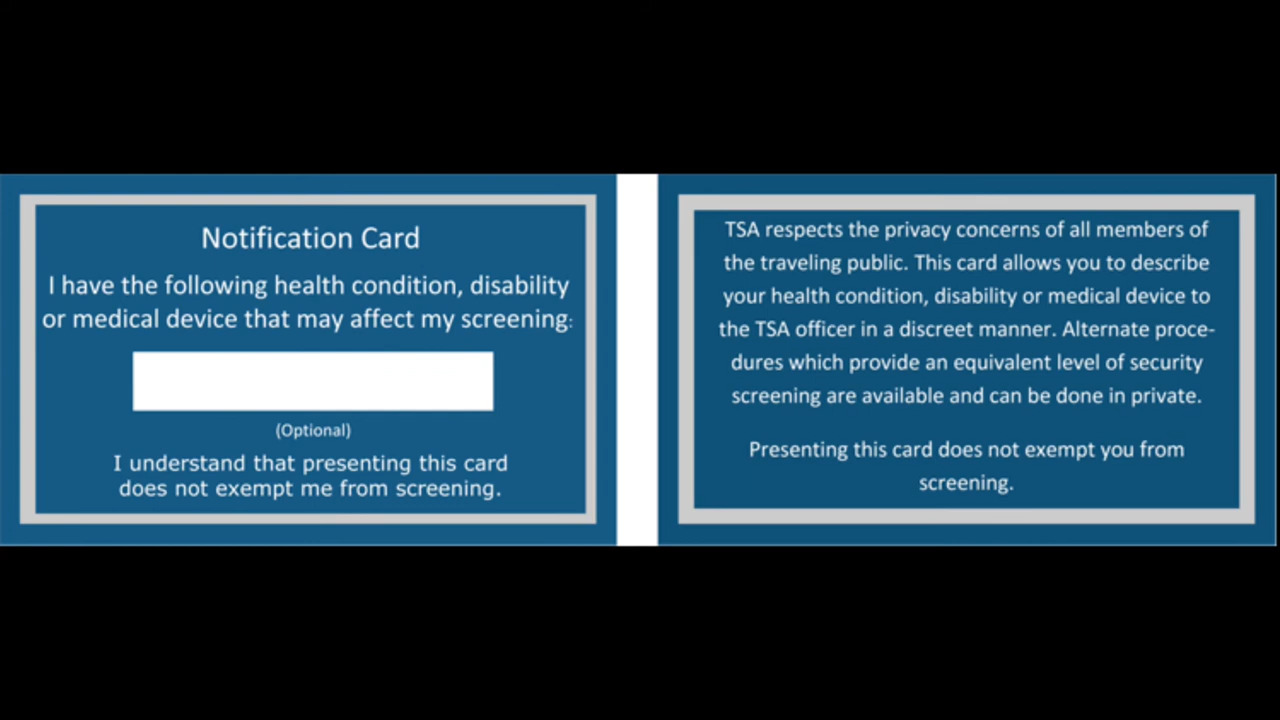 Notification Card
I have the following health condition, disability
or medical device that may affect my screening:
(Optional)
I understand that presenting this card
does not exempt me from screening.
TSA respects the privacy concerns of all members of
the traveling public. This card allows you to describe
your health condition, disability or medical device to
the TSA officer in a discreet manner. Alternate proce-
dures which provide an equivalent level of security
screening are available and can be done in private.
Presenting this card does not exempt you from
screening.